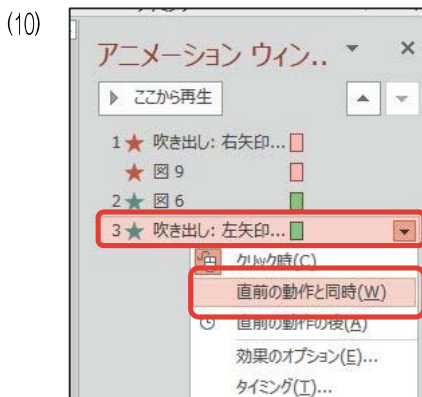 (10)
アニメーション ウィン..
ここから再生
1 吹き出し: 右矢印...
図 9
2 図 6
3 吹き出し: 左矢印...
クリック時(C)
直前の動作と同時(W)
直前の動作の後(A)
効果のオプション(E)...
タイミング(T)...